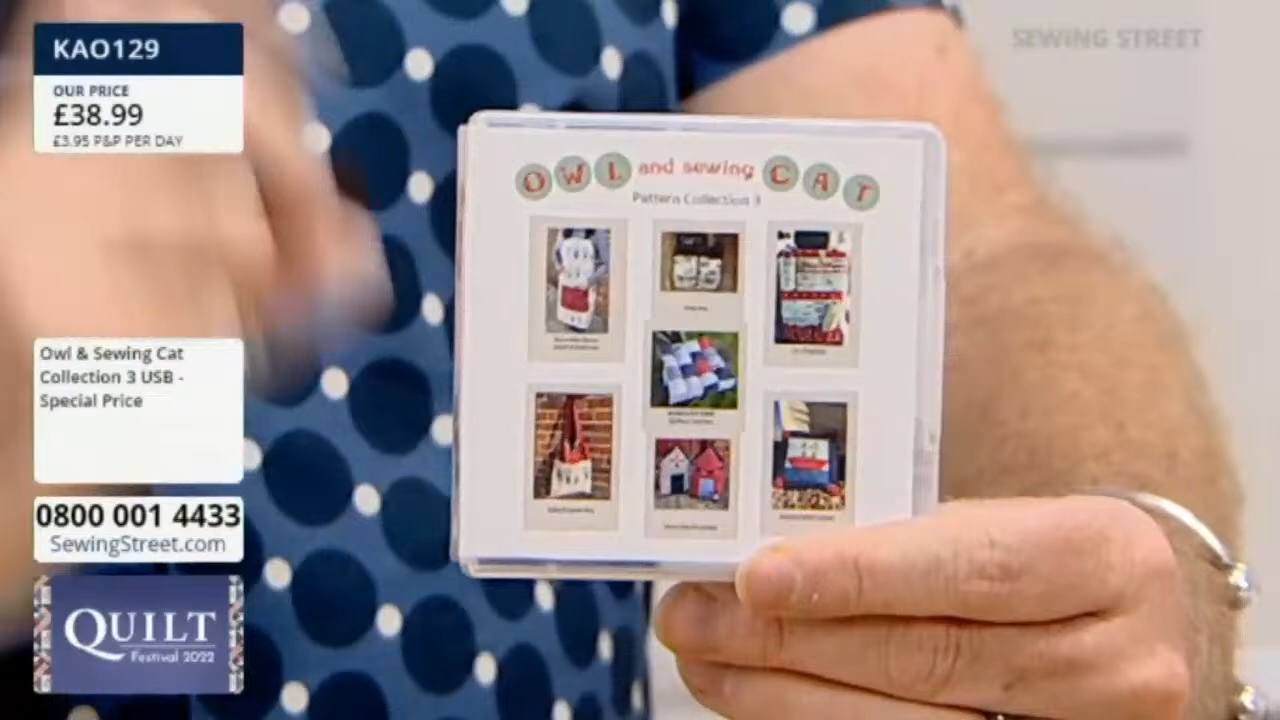 KAO129
OUR PRICE
£38.99
£3.95 P&P PER DAY
SEWING STREET
OWL and sewing CAT
Pattern Collection 3
Owl & Sewing Cat
Collection 3 USB -
Special Price
0800 001 4433
SewingStreet.com
QUILT
Festival 2022